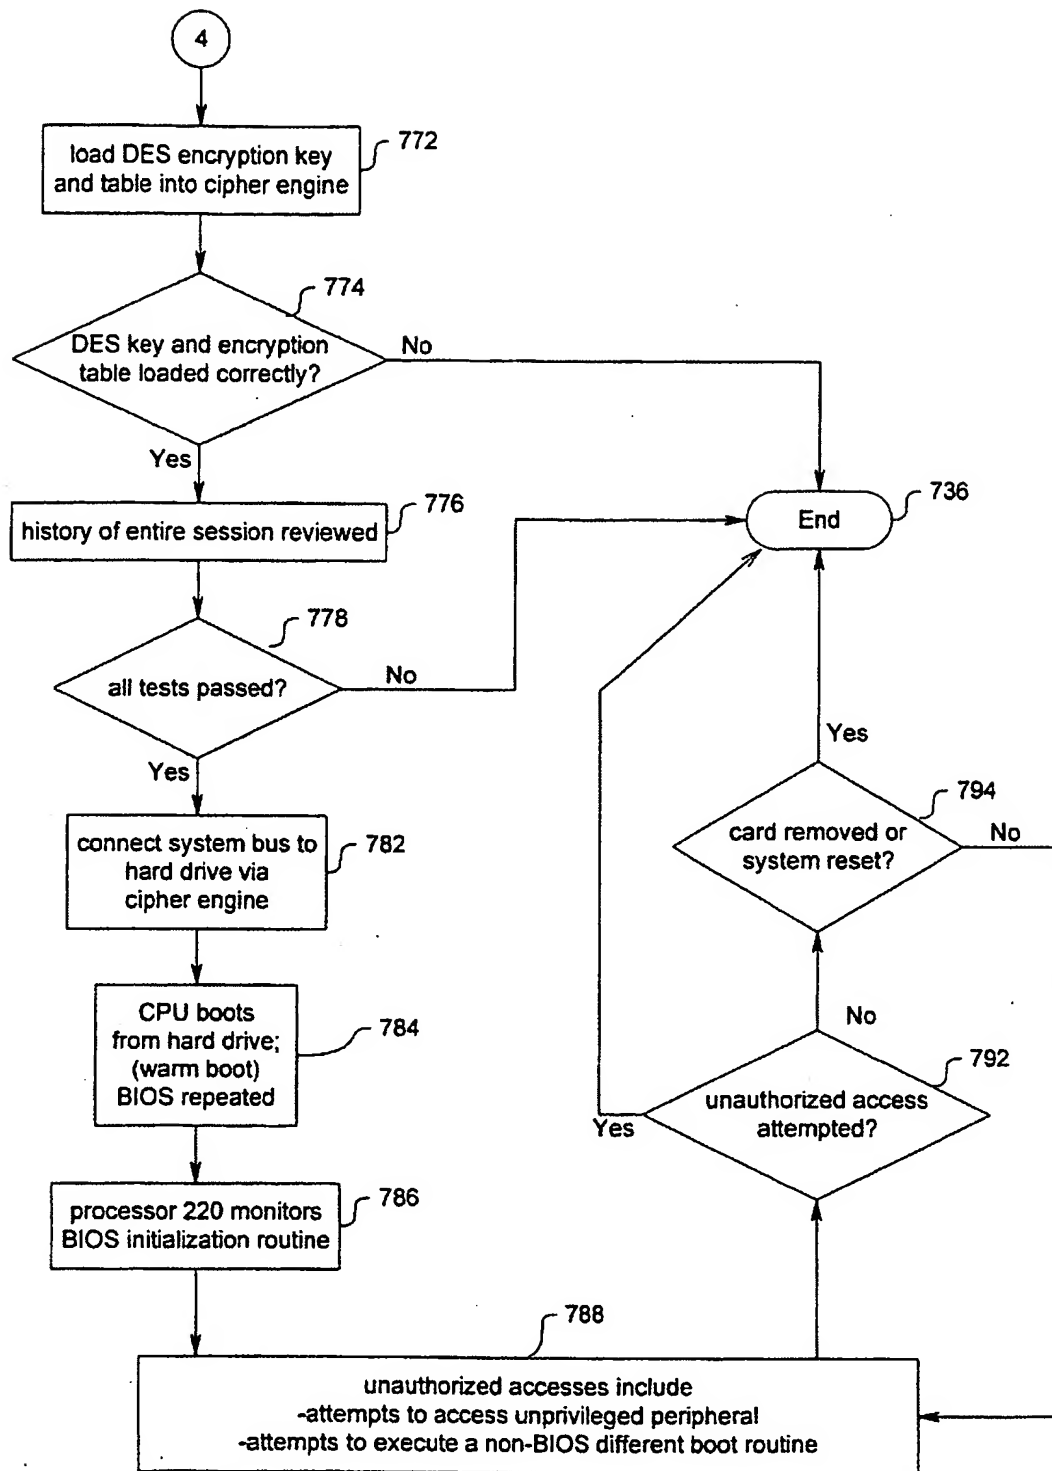 4
load DES encryption key
and table into cipher engine
772
774
DES key and encryption
table loaded correctly?
No
Yes
history of entire session reviewed
776
End
736
778
all tests passed?
No
Yes
connect system bus to
hard drive via
cipher engine
782
CPU boots
from hard drive;
(warm boot)
BIOS repeated
784
processor 220 monitors
BIOS initialization routine
786
Yes
card removed or
system reset?
794
No
No
unauthorized access
attempted?
792
Yes
788
unauthorized accesses include
-attempts to access unprivileged peripheral
-attempts to execute a non-BIOS different boot routine